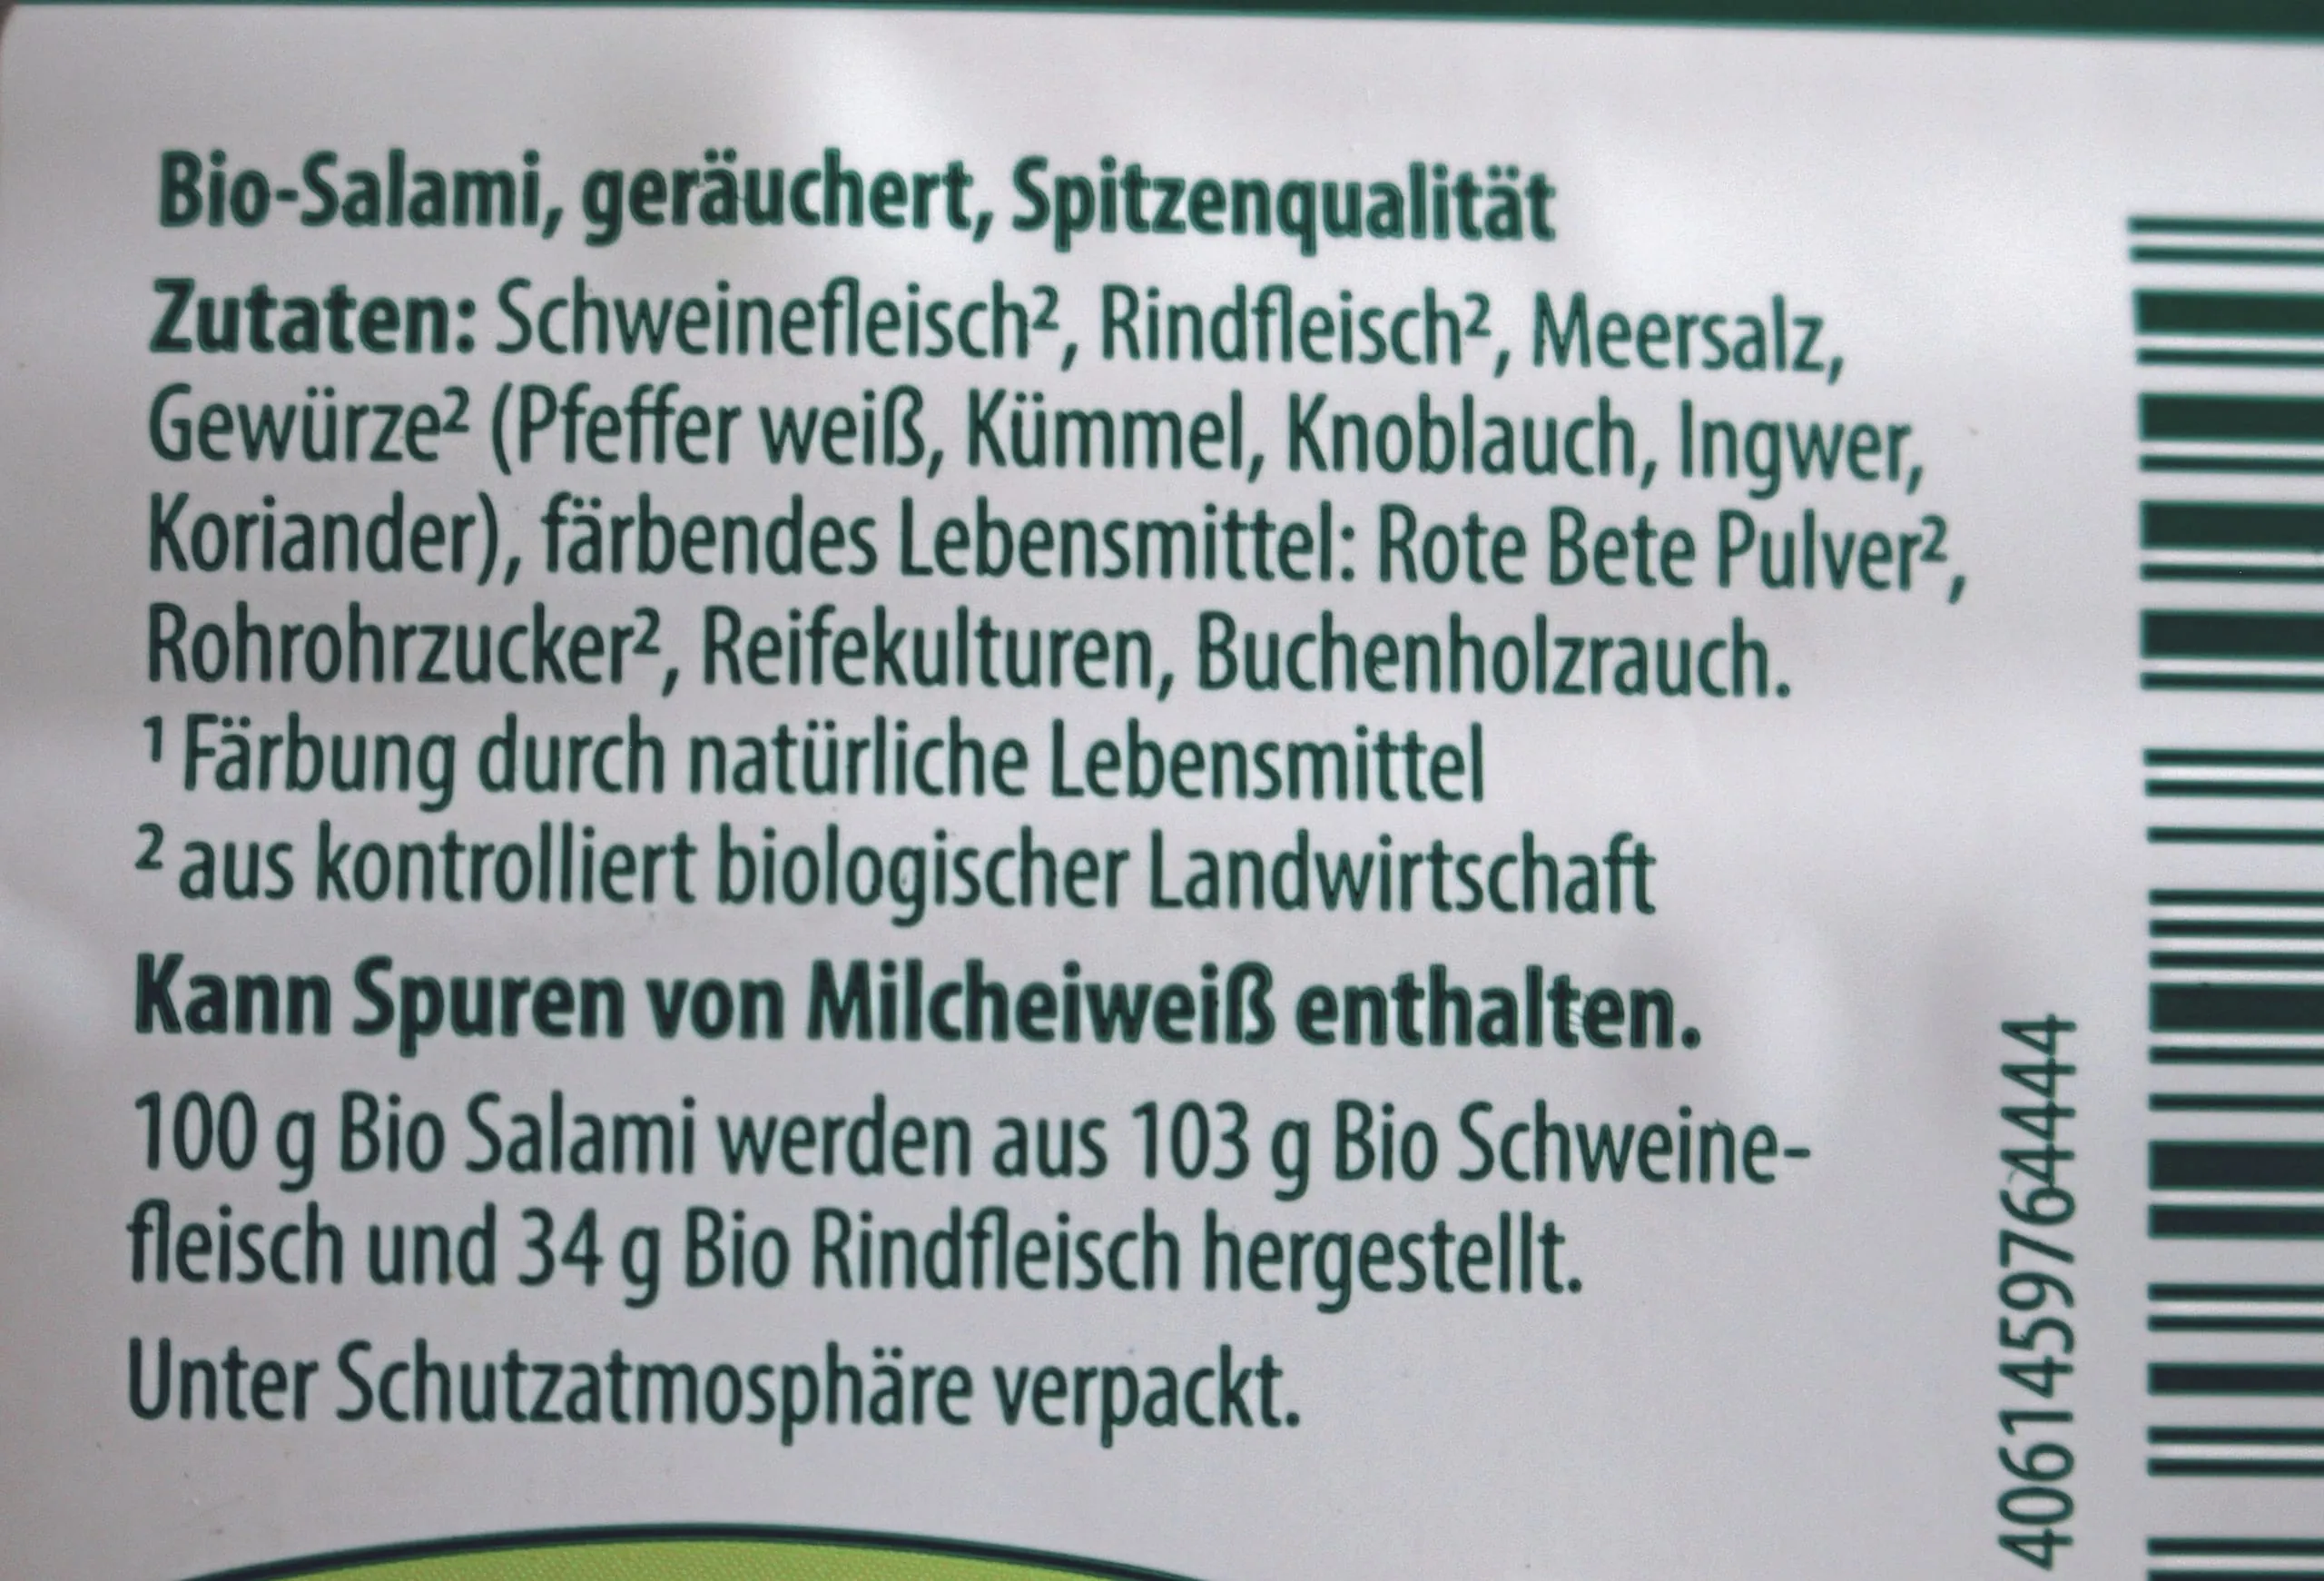 Bio-Salami, geräuchert, Spitzenqualität
Zutaten: Schweinefleisch², Rindfleisch², Meersalz,
Gewürze² (Pfeffer weiß, Kümmel, Knoblauch, Ingwer,
Koriander), färbendes Lebensmittel: Rote Bete Pulver²,
Rohrohrzucker², Reifekulturen, Buchenholzrauch.
¹ Färbung durch natürliche Lebensmittel
² aus kontrolliert biologischer Landwirtschaft
Kann Spuren von Milcheiweiß enthalten.
100 g Bio Salami werden aus 103 g Bio Schweine-
fleisch und 34 g Bio Rindfleisch hergestellt.
Unter Schutzatmosphäre verpackt.
4061459764444